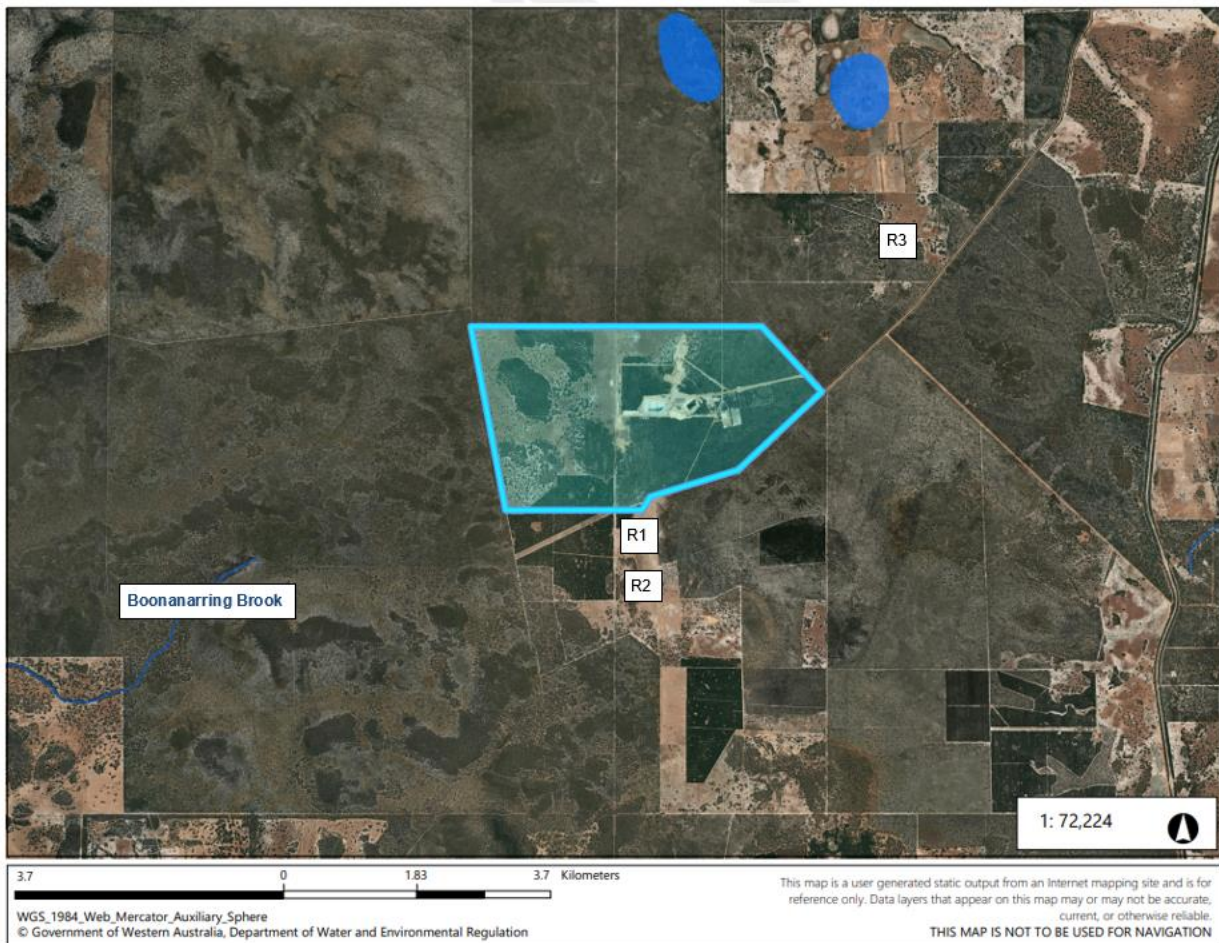 R3
R1
R2
Boonanarring Brook
1: 72,224
3.7 0 1.83 3.7 Kilometers
WGS_1984_Web_Mercator_Auxiliary_Sphere
© Government of Western Australia, Department of Water and Environmental Regulation
This map is a user generated static output from an Internet mapping site and is for
reference only. Data layers that appear on this map may or may not be accurate,
current, or otherwise reliable.
THIS MAP IS NOT TO BE USED FOR NAVIGATION